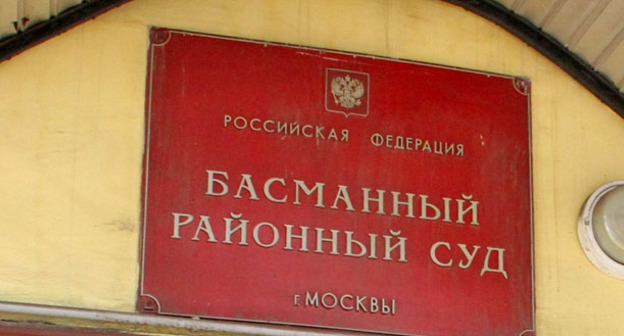 РОССИЙСКАЯ ФЕДЕРАЦИЯ
БАСМАННЫЙ
РАЙОННЫЙ СУД
Г. МОСКВЫ